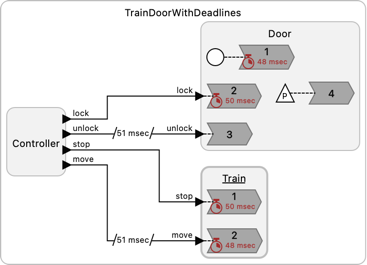 TrainDoorWithDeadlines
Door
1
48 msec
lock
2
50 msec
P
4
Controller
lock
unlock
51 msec
unlock
3
stop
move
Train
stop
1
50 msec
51 msec
move
2
48 msec